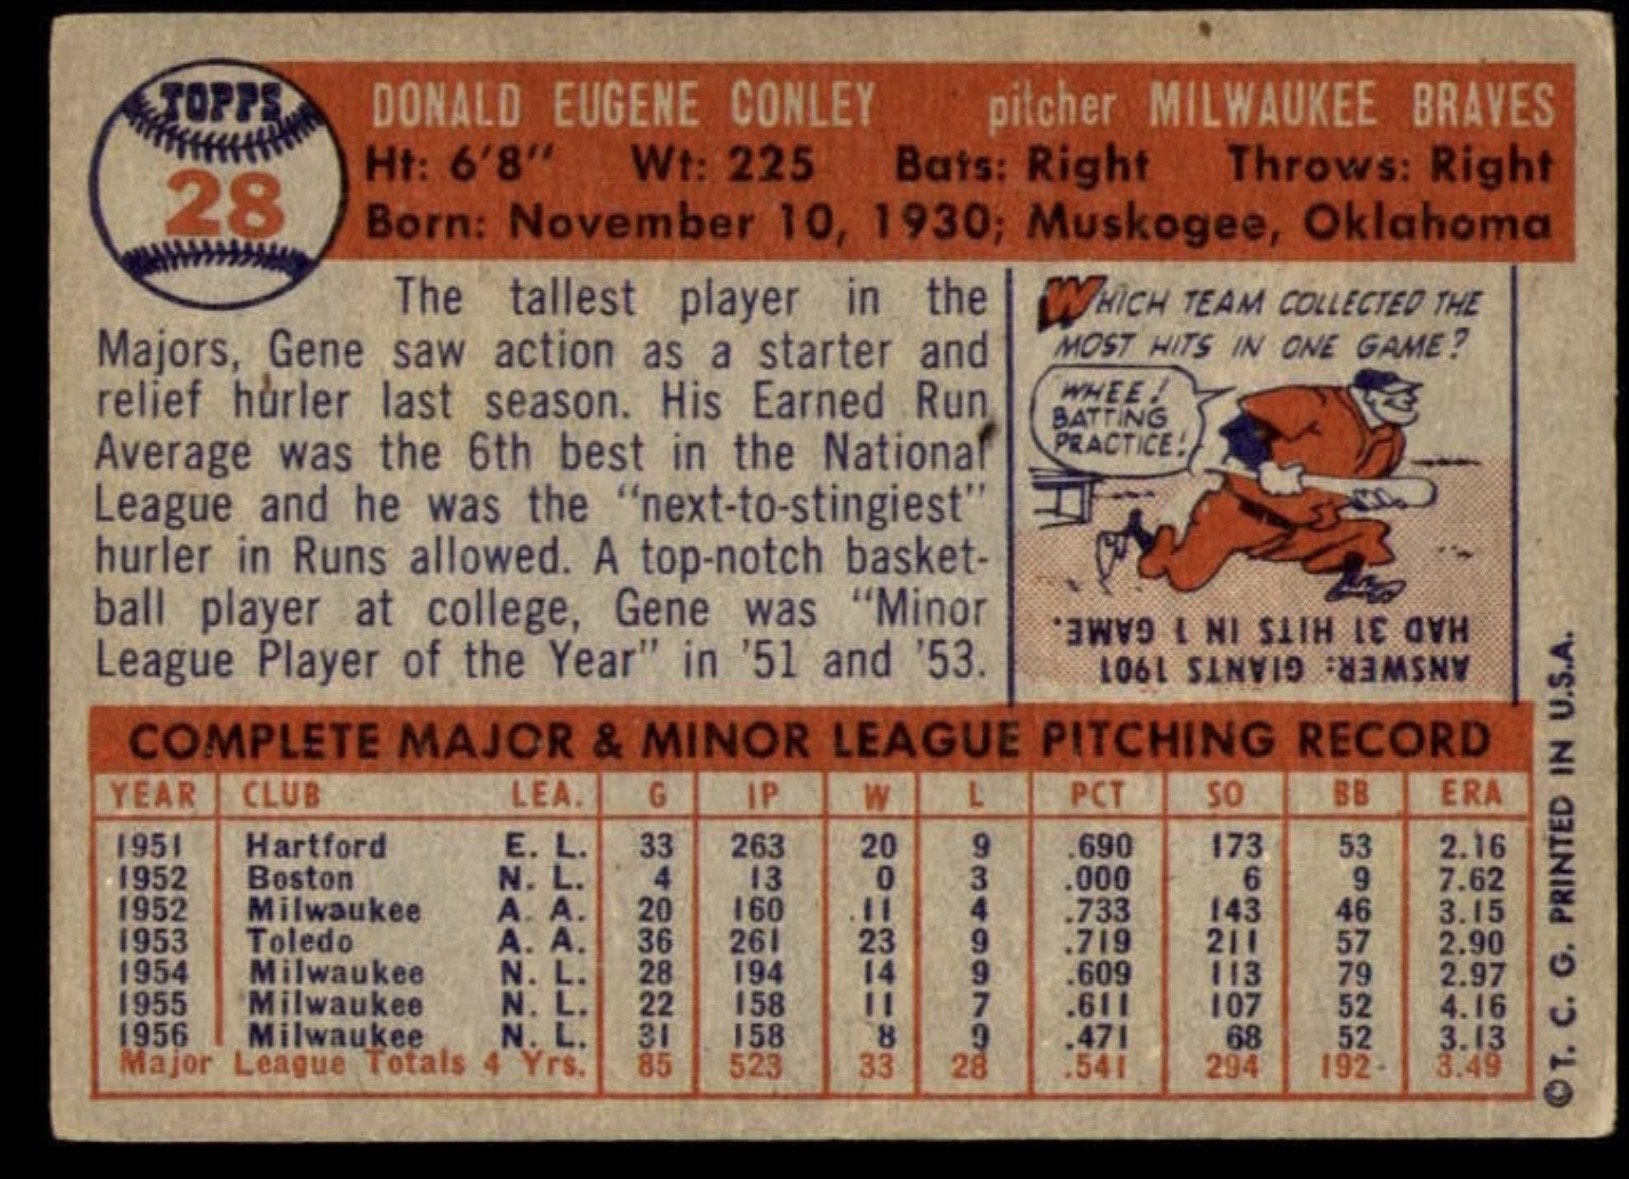 TOPPS
28
DONALD EUGENE CONLEY pitcher MILWAUKEE BRAVES
Ht: 6'8" Wt: 225 Bats: Right Throws: Right
Born: November 10, 1930; Muskogee, Oklahoma
The tallest player in the
Majors, Gene saw action as a starter and
relief hurler last season. His Earned Run
Average was the 6th best in the National
League and he was the "next-to-stingiest"
hurler in Runs allowed. A top-notch basket-
ball player at college, Gene was "Minor
League Player of the Year" in '51 and '53.
WHICH TEAM COLLECTED THE
MOST HITS IN ONE GAME?
WHEE!
BATTING
PRACTICE!
ANSWER: GIANTS 1901
HAD 31 HITS IN 1 GAME.
COMPLETE MAJOR & MINOR LEAGUE PITCHING RECORD
YEAR CLUB LEA. G IP W L PCT SO BB ERA
1951 Hartford E. L. 33 263 20 9 .690 173 53 2.16
1952 Boston N. L. 4 13 0 3 .000 6 9 7.62
1952 Milwaukee A. A. 20 160 11 4 .733 143 46 3.15
1953 Toledo A. A. 36 261 23 9 .719 211 57 2.90
1954 Milwaukee N. L. 28 194 14 9 .609 113 79 2.97
1955 Milwaukee N. L. 22 158 11 7 .611 107 52 4.16
1956 Milwaukee N. L. 31 158 8 9 .471 68 52 3.13
Major League Totals 4 Yrs. 85 523 33 28 .541 294 192 3.49
©T. C. G. PRINTED IN U.S.A.